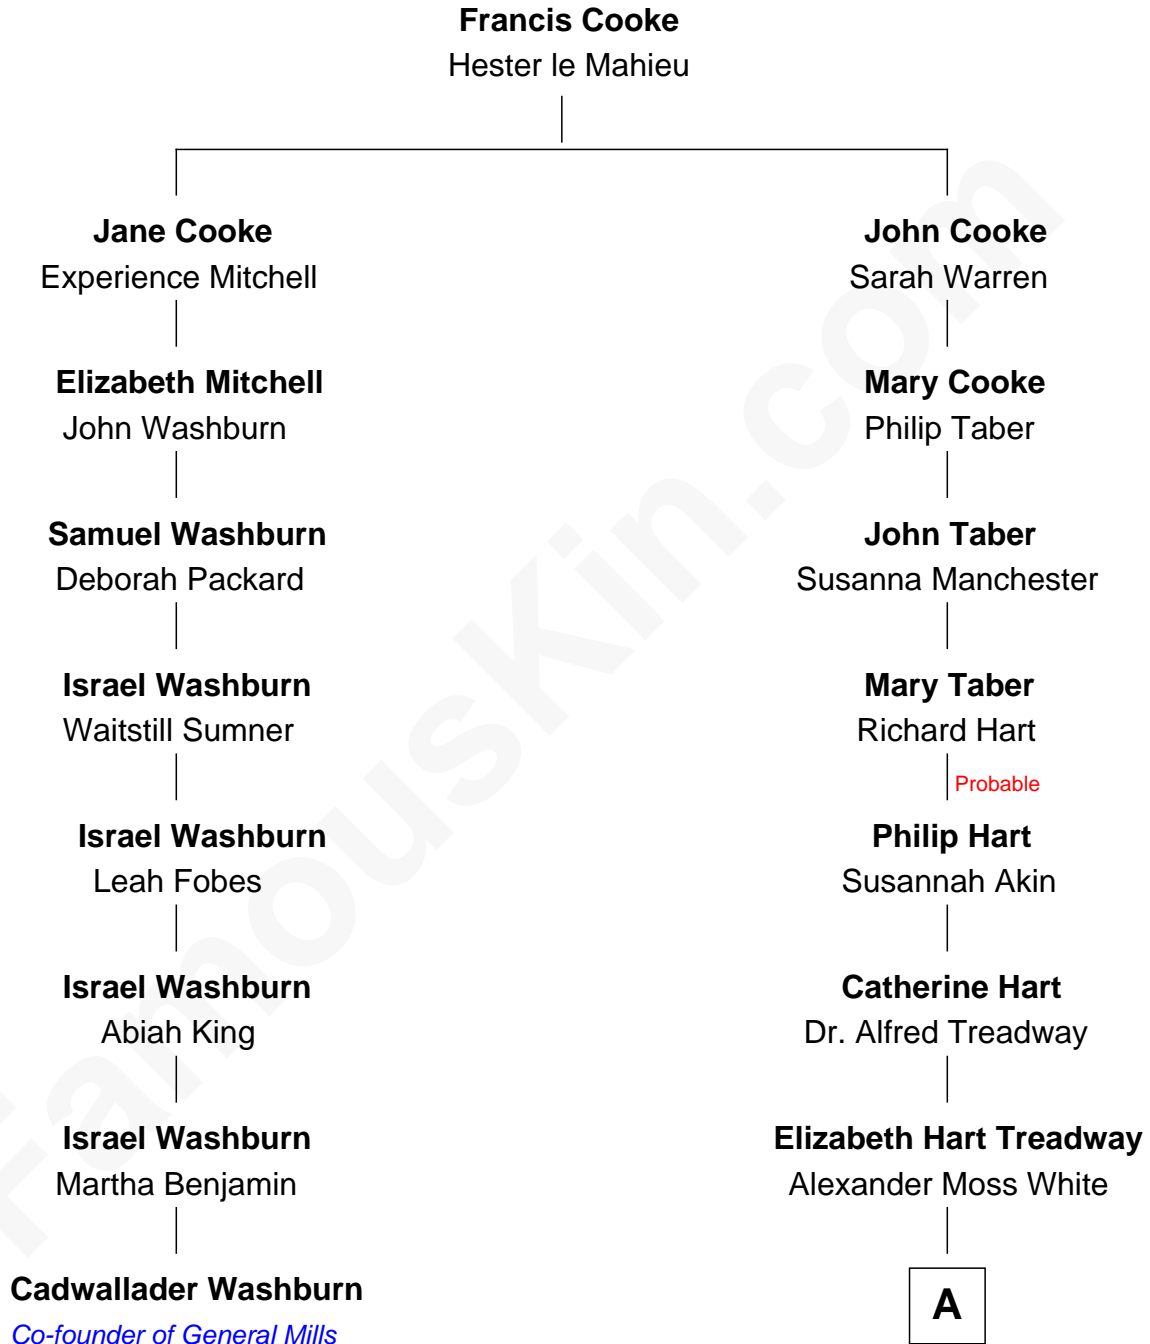 Francis Cooke
Hester le Mahieu
Jane Cooke
Experience Mitchell
John Cooke
Sarah Warren
Elizabeth Mitchell
John Washburn
Mary Cooke
Philip Taber
Samuel Washburn
Deborah Packard
John Taber
Susanna Manchester
Israel Washburn
Waitstill Sumner
Mary Taber
Richard Hart
Probable
Israel Washburn
Leah Fobes
Philip Hart
Susannah Akin
Israel Washburn
Abiah King
Catherine Hart
Dr. Alfred Treadway
Israel Washburn
Martha Benjamin
Elizabeth Hart Treadway
Alexander Moss White
Cadwallader Washburn
Co-founder of General Mills
A
FamousKin.com